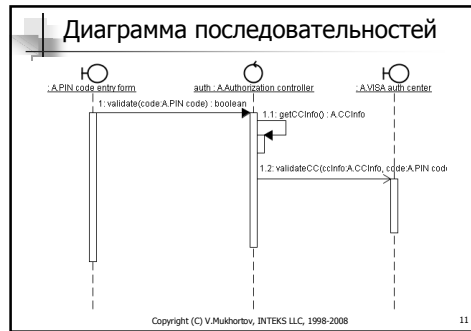 Диаграмма последовательностей
: A.PIN code entry form
auth : A.Authorization controller
: A.VISA auth center
1: validate(code:A.PIN code) : boolean
1.1: getCCInfo() : A.CCInfo
1.2: validateCC(ccInfo:A.CCInfo, code:A.PIN code
Copyright (C) V.Mukhortov, INTEKS LLC, 1998-2008
11